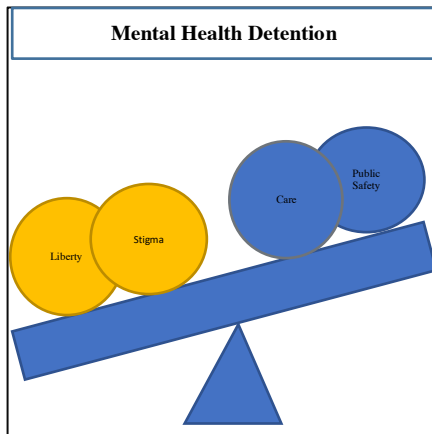 Mental Health Detention
Public
Safety
Care
Stigma
Liberty